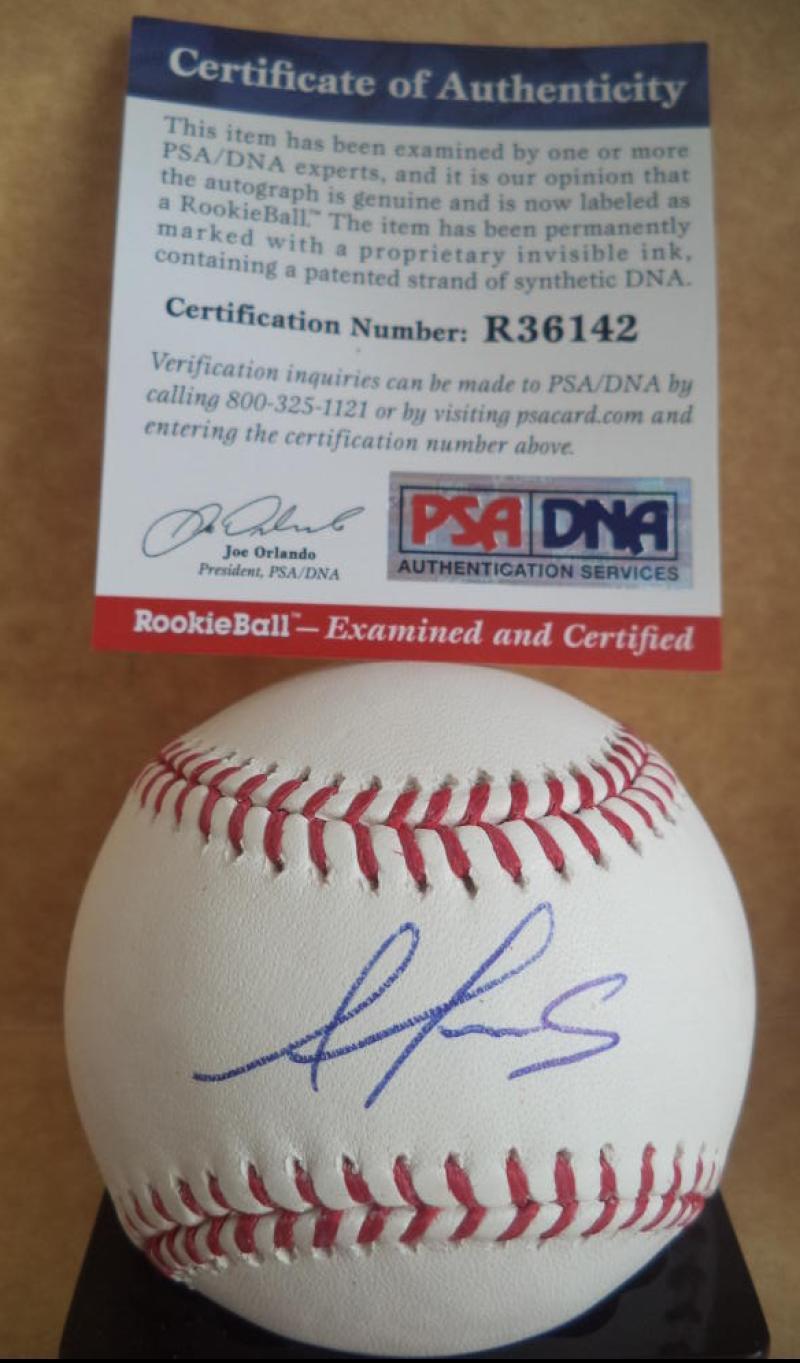 Certificate of Authenticity
This item has been examined by one or more
PSA/DNA experts, and it is our opinion that
the autograph is genuine and is now labeled as
a RookieBall.™ The item has been permanently
marked with a proprietary invisible ink,
containing a patented strand of synthetic DNA.
Certification Number: R36142
Verification inquiries can be made to PSA/DNA by
calling 800-325-1121 or by visiting psacard.com and
entering the certification number above.
Joe Orlando
President, PSA/DNA
PSA DNA
AUTHENTICATION SERVICES
RookieBall™— Examined and Certified